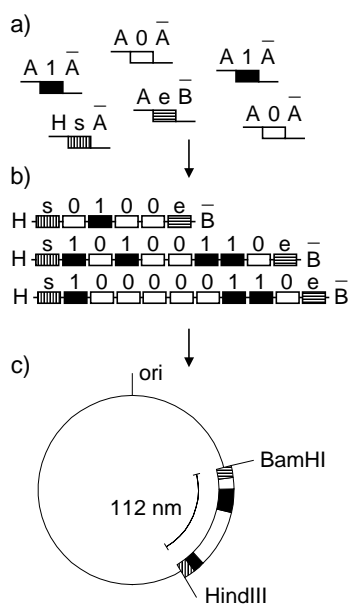 a)
A 0 A̅
A 1 A̅
A 1 A̅
A e B̅
H s A̅
A 0 A̅
b)
s 0 1 0 0 e
H B̅
s 1 0 1 0 0 1 1 0 e
H B̅
s 1 0 0 0 0 0 1 1 0 e
H B̅
c)
ori
BamHI
112 nm
HindIII